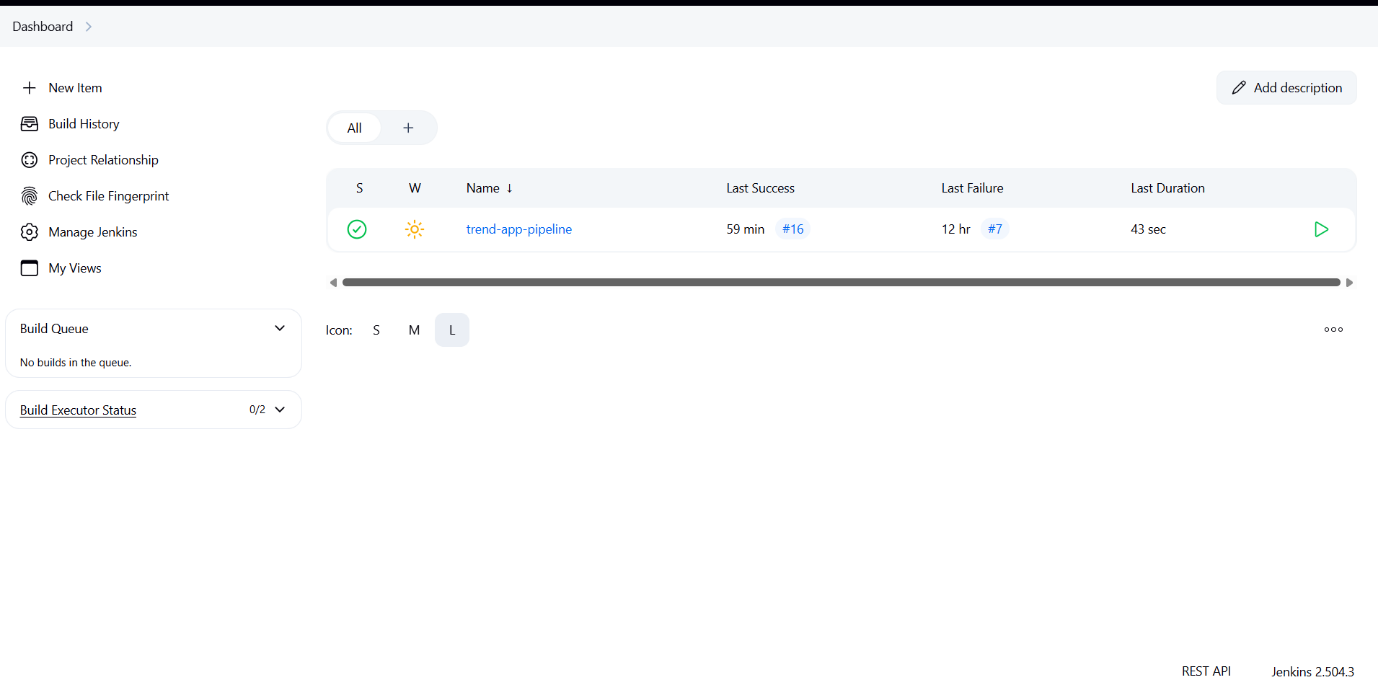 Dashboard
New Item
Build History
Project Relationship
Check File Fingerprint
Manage Jenkins
My Views
Build Queue
No builds in the queue.
Build Executor Status 0/2
Add description
All +
S W Name ↓ Last Success Last Failure Last Duration
trend-app-pipeline 59 min #16 12 hr #7 43 sec
Icon: S M L
REST API Jenkins 2.504.3